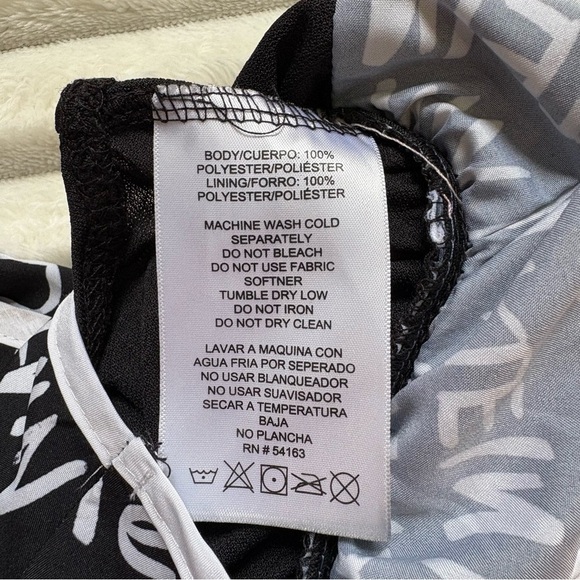 BODY/CUERPO: 100%
POLYESTER/POLIÉSTER
LINING/FORRO: 100%
POLYESTER/POLIÉSTER
MACHINE WASH COLD
SEPARATELY
DO NOT BLEACH
DO NOT USE FABRIC
SOFTNER
TUMBLE DRY LOW
DO NOT IRON
DO NOT DRY CLEAN
LAVAR A MAQUINA CON
AGUA FRIA POR SEPERADO
NO USAR BLANQUEADOR
NO USAR SUAVISADOR
SECAR A TEMPERATURA
BAJA
NO PLANCHA
RN # 54163